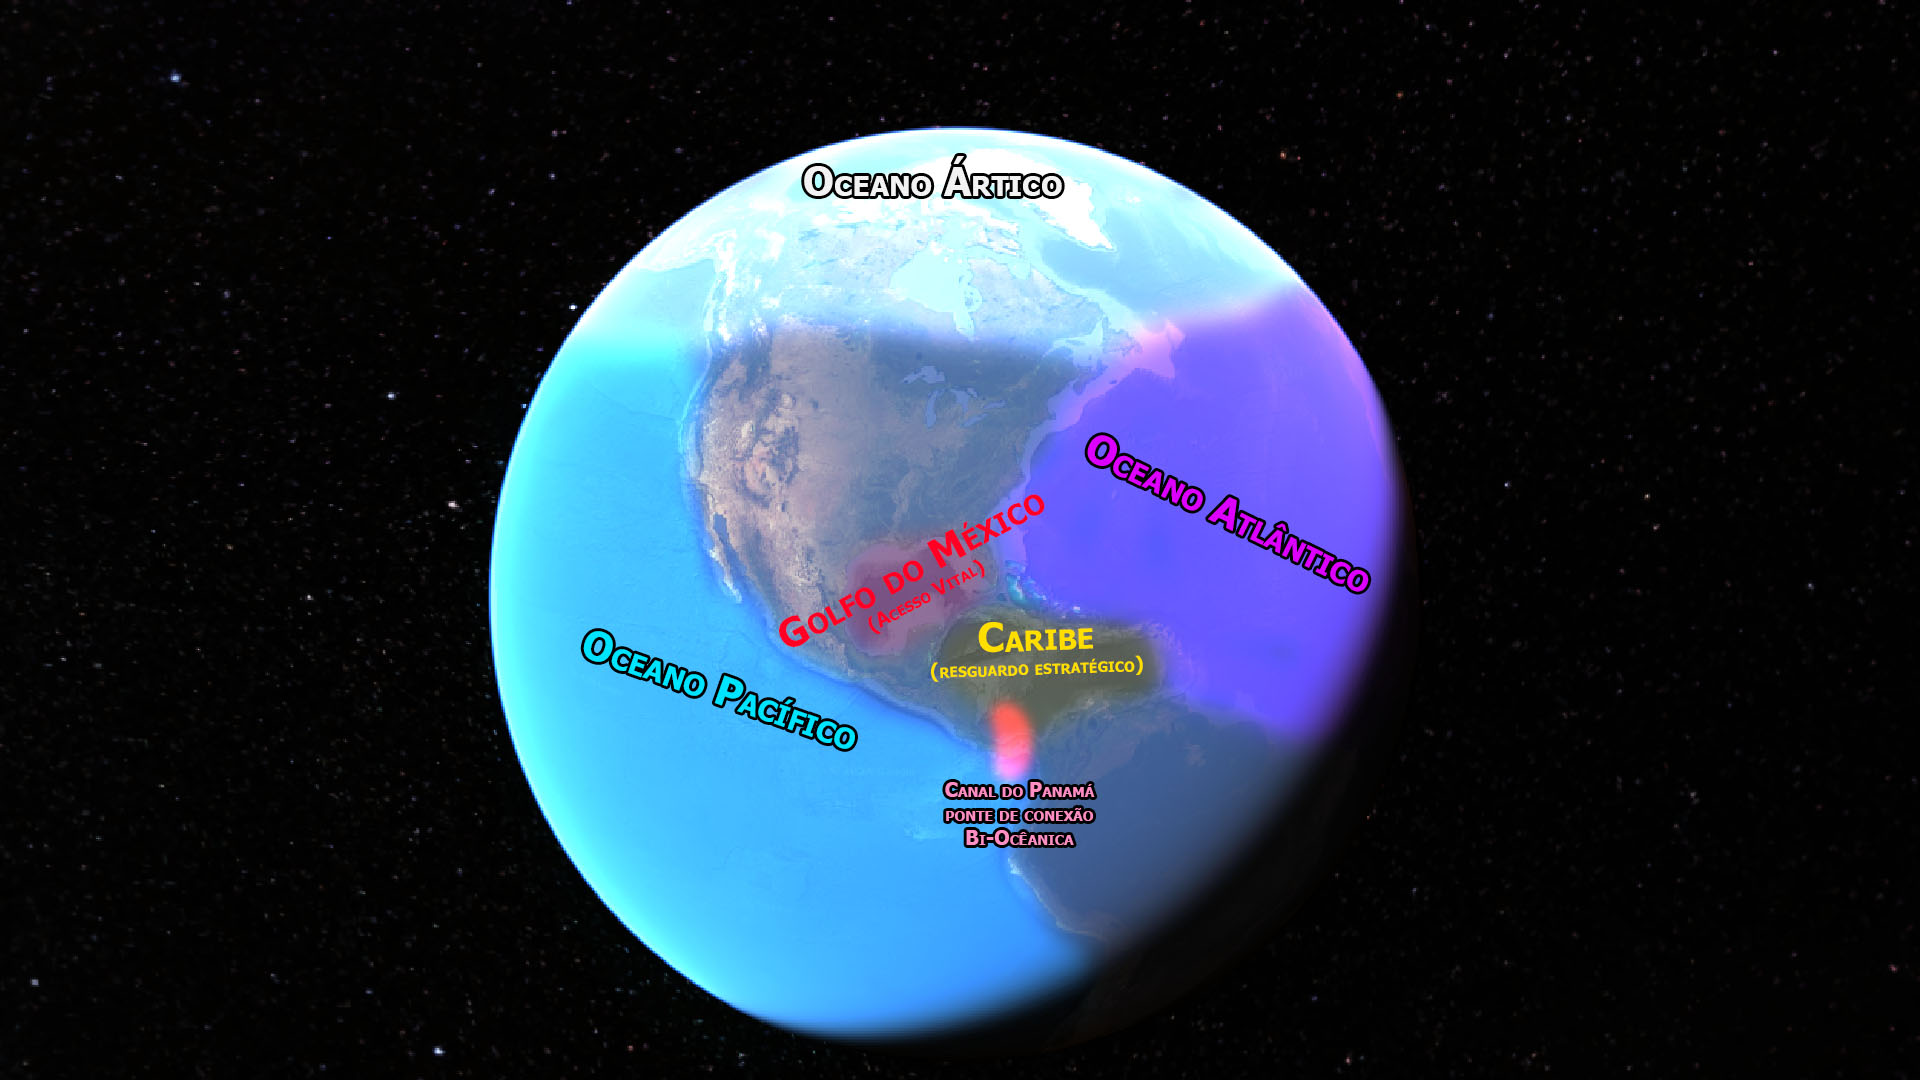 Oceano Ártico
Oceano Atlântico
Golfo do México
(Acesso Vital)
Caribe
(resguardo estratégico)
Oceano Pacífico
Canal do Panamá
ponte de conexão
Bi-Ocêanica